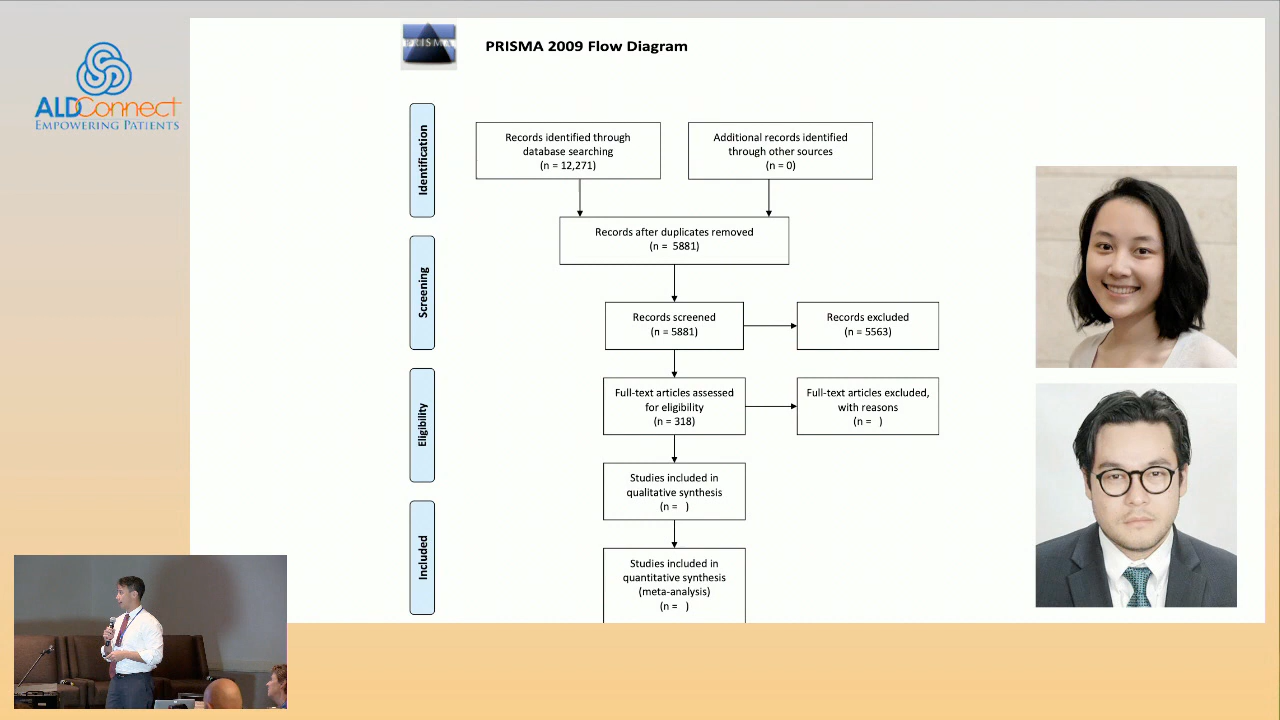 ALDConnect
EMPOWERING PATIENTS
PRISMA
PRISMA 2009 Flow Diagram
Identification
Records identified through
database searching
(n = 12,271)
Additional records identified
through other sources
(n = 0)
Records after duplicates removed
(n = 5881)
Screening
Records screened
(n = 5881)
Records excluded
(n = 5563)
Eligibility
Full-text articles assessed
for eligibility
(n = 318)
Full-text articles excluded,
with reasons
(n = )
Studies included in
qualitative synthesis
(n = )
Included
Studies included in
quantitative synthesis
(meta-analysis)
(n = )